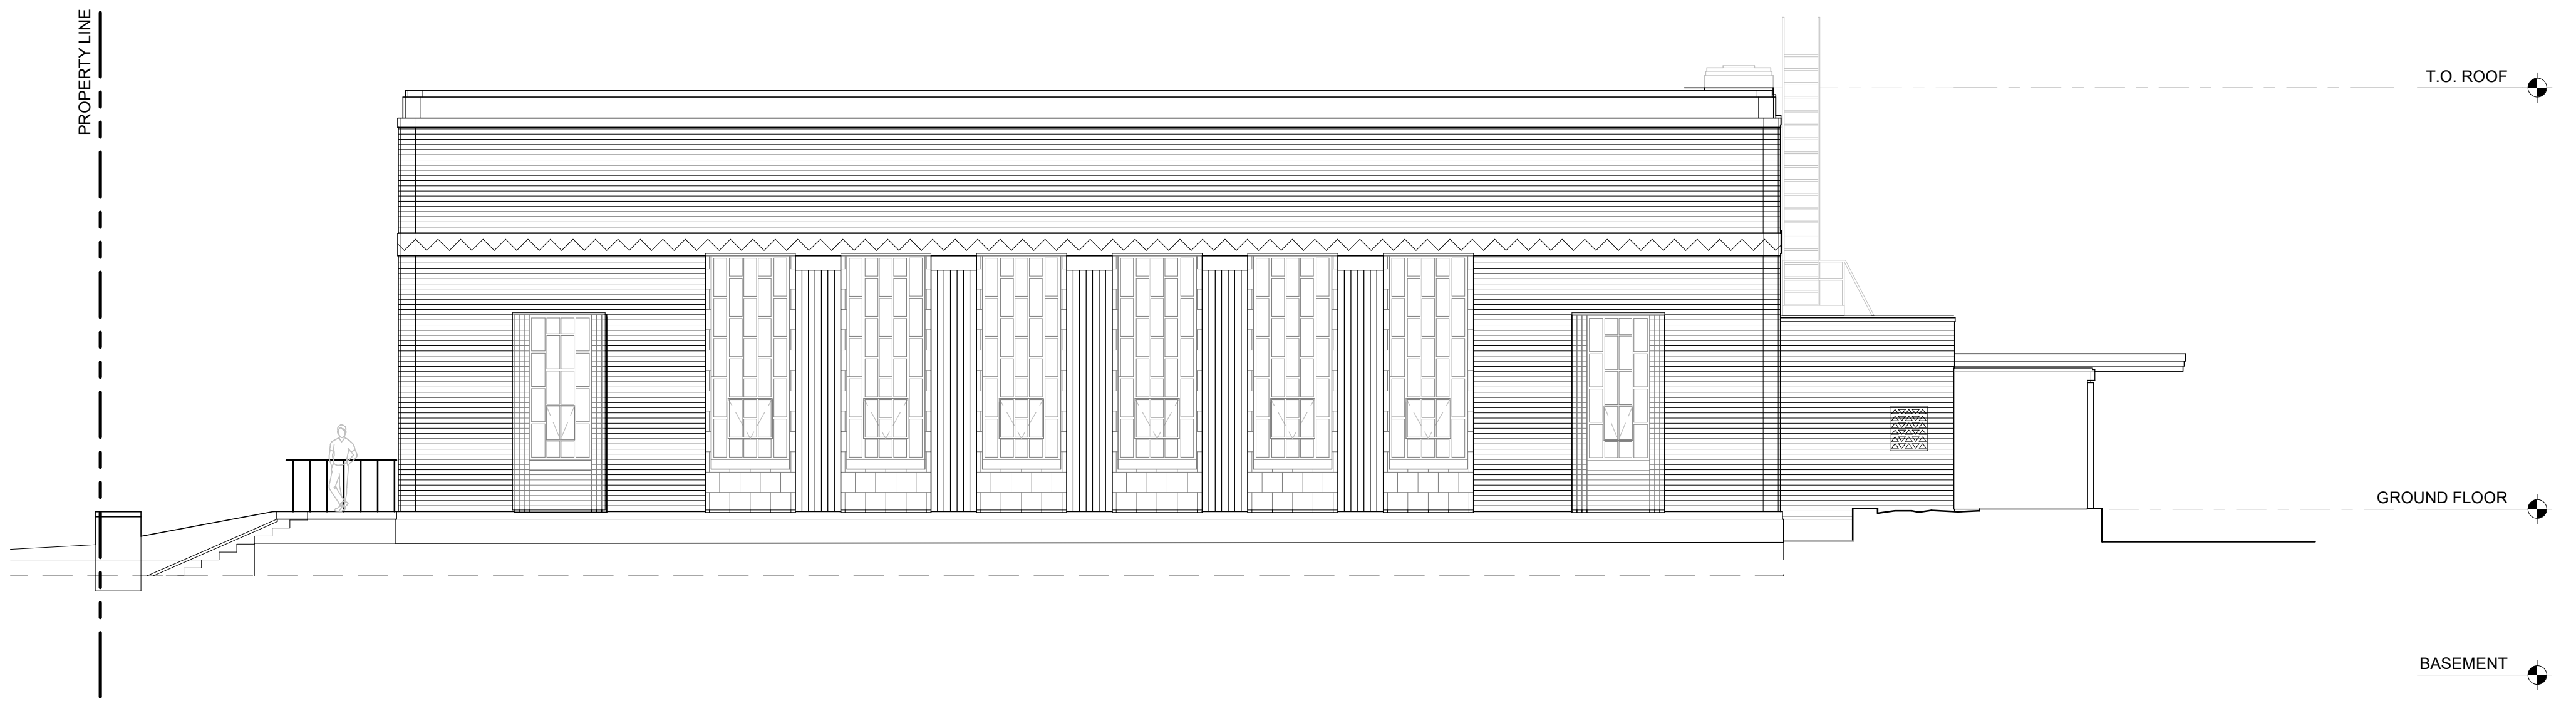 PROPERTY LINE
T.O. ROOF
GROUND FLOOR
BASEMENT